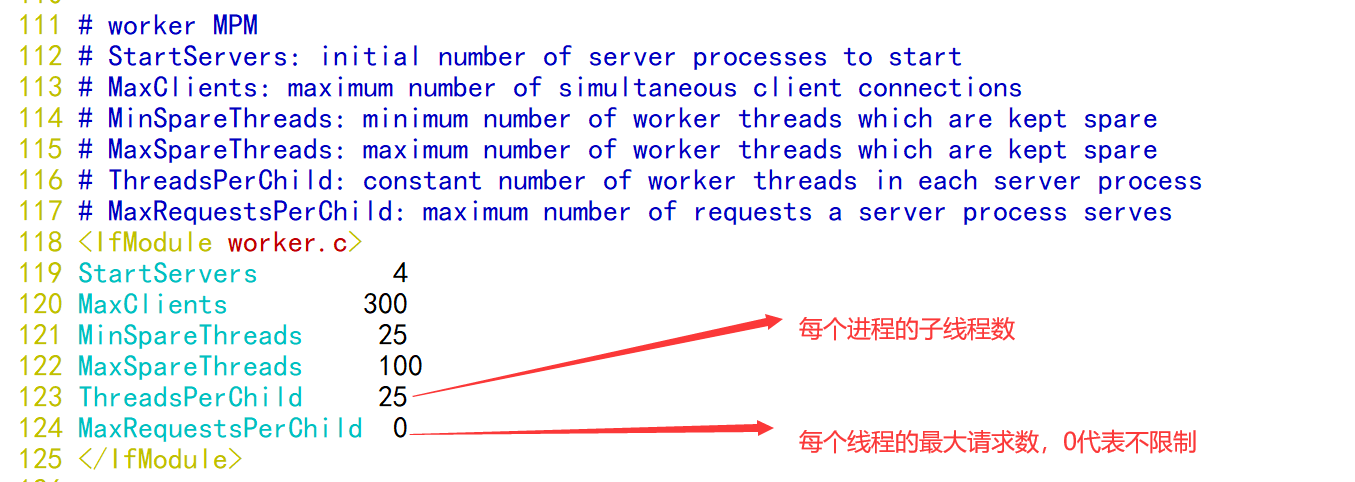 111 # worker MPM
112 # StartServers: initial number of server processes to start
113 # MaxClients: maximum number of simultaneous client connections
114 # MinSpareThreads: minimum number of worker threads which are kept spare
115 # MaxSpareThreads: maximum number of worker threads which are kept spare
116 # ThreadsPerChild: constant number of worker threads in each server process
117 # MaxRequestsPerChild: maximum number of requests a server process serves
118 <IfModule worker.c>
119 StartServers         4
120 MaxClients         300
121 MinSpareThreads     25
122 MaxSpareThreads     100
每个进程的子线程数
123 ThreadsPerChild     25
124 MaxRequestsPerChild  0
每个线程的最大请求数，0代表不限制
125 </IfModule>